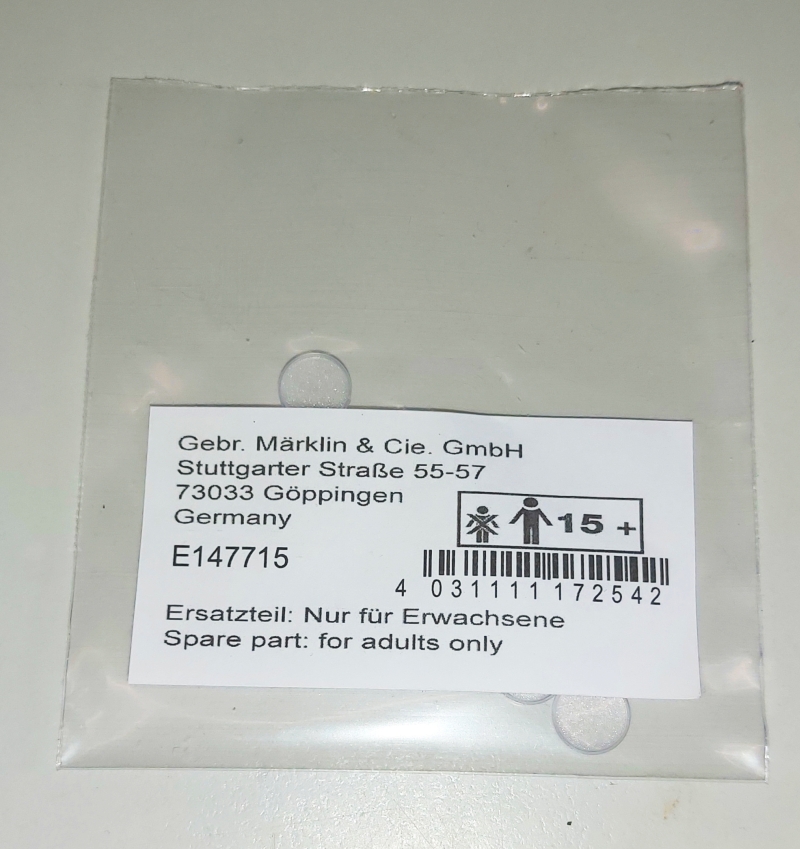 Gebr. Märklin & Cie. GmbH
Stuttgarter Straße 55-57
73033 Göppingen
Germany
15 +
E147715
4 031111 172542
Ersatzteil: Nur für Erwachsene
Spare part: for adults only